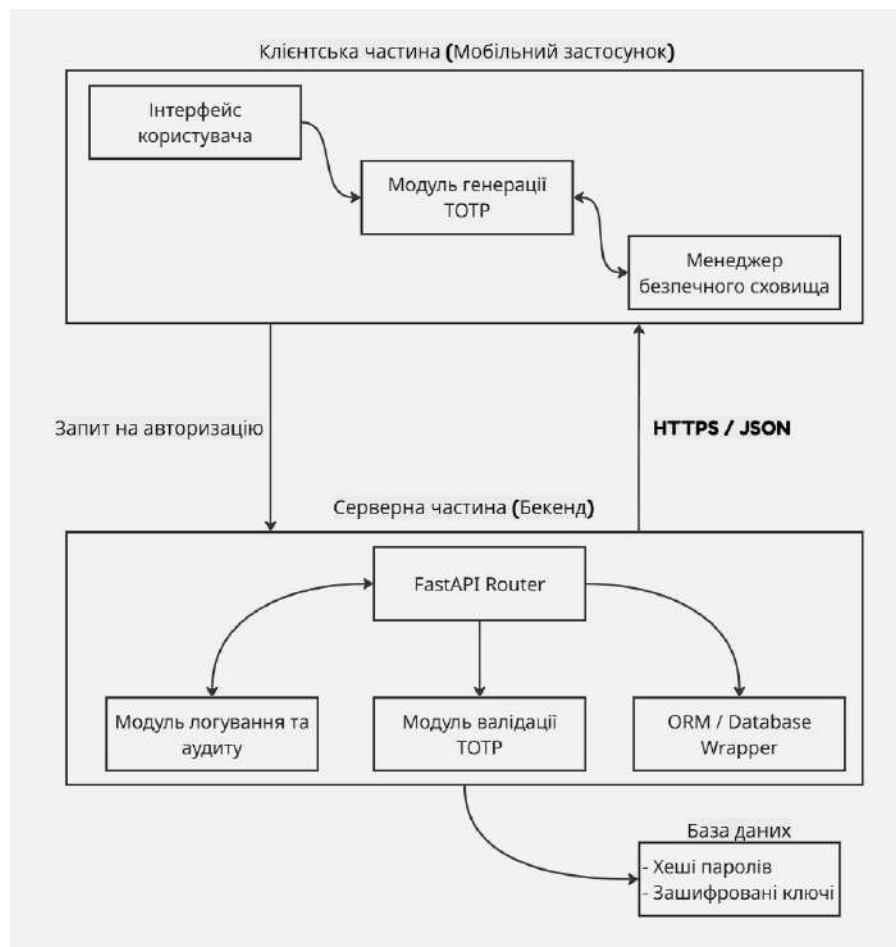 Клієнтська частина (Мобільний застосунок)
Інтерфейс
користувача
Модуль генерації
TOTP
Менеджер
безпечного сховища
Запит на авторизацію
HTTPS / JSON
Серверна частина (Бекенд)
FastAPI Router
Модуль логування та
аудиту
Модуль валідації
TOTP
ORM / Database
Wrapper
База даних
- Хеші паролів
- Зашифровані ключі